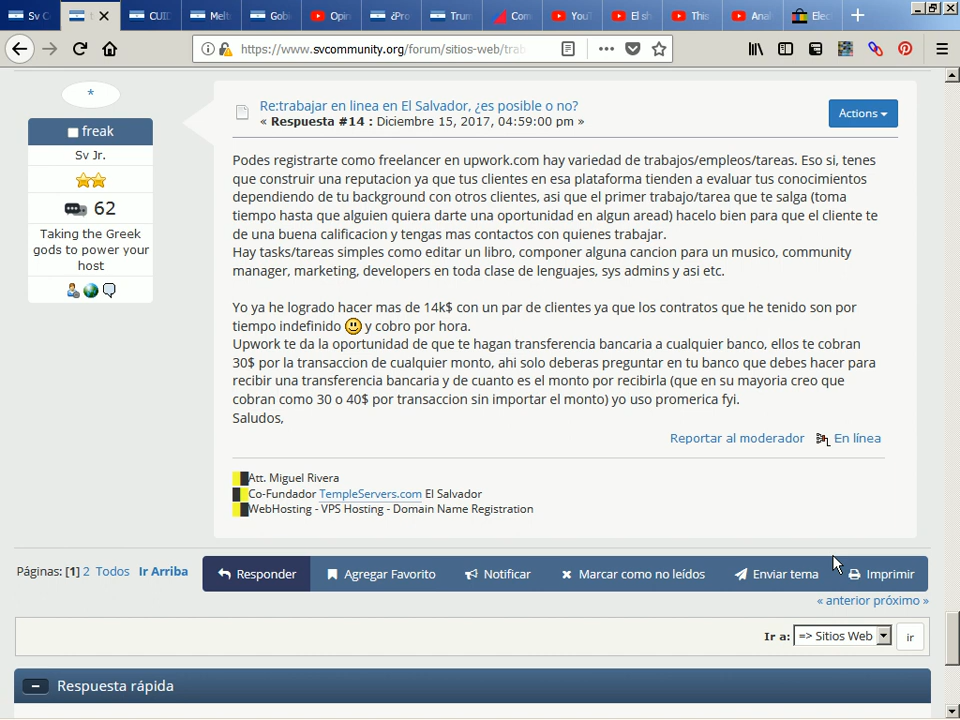 Sv C
CUID
Melt
Gobi
Opin
¿Pro
Trum
Com
YouT
El sh
This
Anal
Elec
https://www.svcommunity.org/forum/sitios-web/trab
*
freak
Sv Jr.
62
Taking the Greek
gods to power your
host
Re:trabajar en linea en El Salvador, ¿es posible o no?
« Respuesta #14 : Diciembre 15, 2017, 04:59:00 pm »
Actions
Podes registrarte como freelancer en upwork.com hay variedad de trabajos/empleos/tareas. Eso si, tenes
que construir una reputacion ya que tus clientes en esa plataforma tienden a evaluar tus conocimientos
dependiendo de tu background con otros clientes, asi que el primer trabajo/tarea que te salga (toma
tiempo hasta que alguien quiera darte una oportunidad en algun aread) hacelo bien para que el cliente te
de una buena calificacion y tengas mas contactos con quienes trabajar.
Hay tasks/tareas simples como editar un libro, componer alguna cancion para un musico, community
manager, marketing, developers en toda clase de lenguajes, sys admins y asi etc.
Yo ya he logrado hacer mas de 14k$ con un par de clientes ya que los contratos que he tenido son por
tiempo indefinido y cobro por hora.
Upwork te da la oportunidad de que te hagan transferencia bancaria a cualquier banco, ellos te cobran
30$ por la transaccion de cualquier monto, ahi solo deberas preguntar en tu banco que debes hacer para
recibir una transferencia bancaria y de cuanto es el monto por recibirla (que en su mayoria creo que
cobran como 30 o 40$ por transaccion sin importar el monto) yo uso promerica fyi.
Saludos,
Reportar al moderador En línea
Att. Miguel Rivera
Co-Fundador TempleServers.com El Salvador
WebHosting - VPS Hosting - Domain Name Registration
Páginas: [1] 2 Todos Ir Arriba
Responder Agregar Favorito Notificar Marcar como no leídos Enviar tema Imprimir
« anterior próximo »
Ir a: => Sitios Web ir
Respuesta rápida